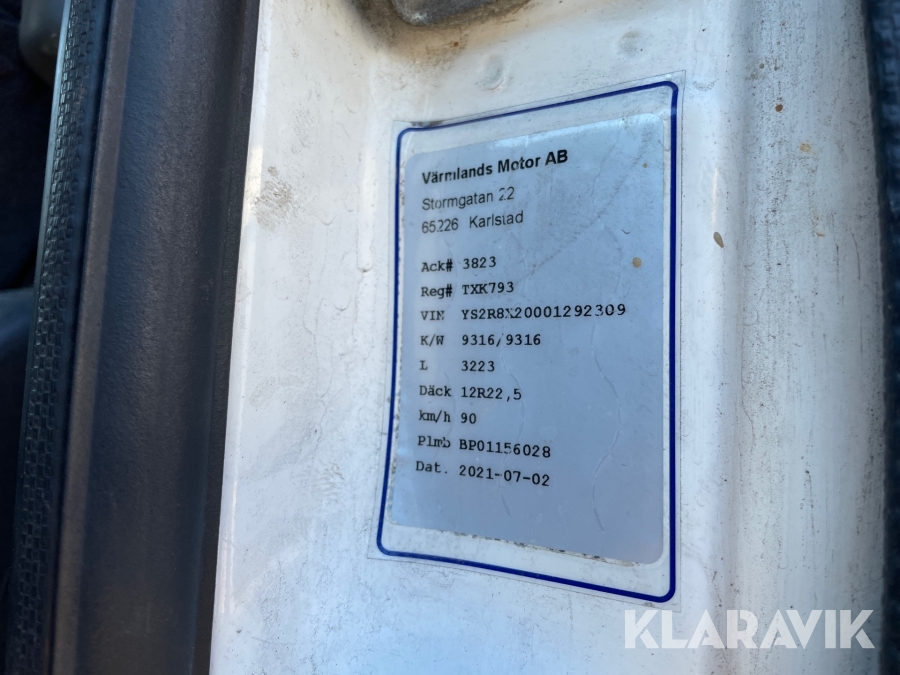 Värmlands Motor AB
Stormgatan 22
65226 Karlstad
Ack# 3823
Reg# TXK793
VIN YS2R8X20001292309
K/W 9316/9316
L 3223
Däck 12R22,5
km/h 90
Plmb BP01156028
Dat. 2021-07-02
KLARAVIK